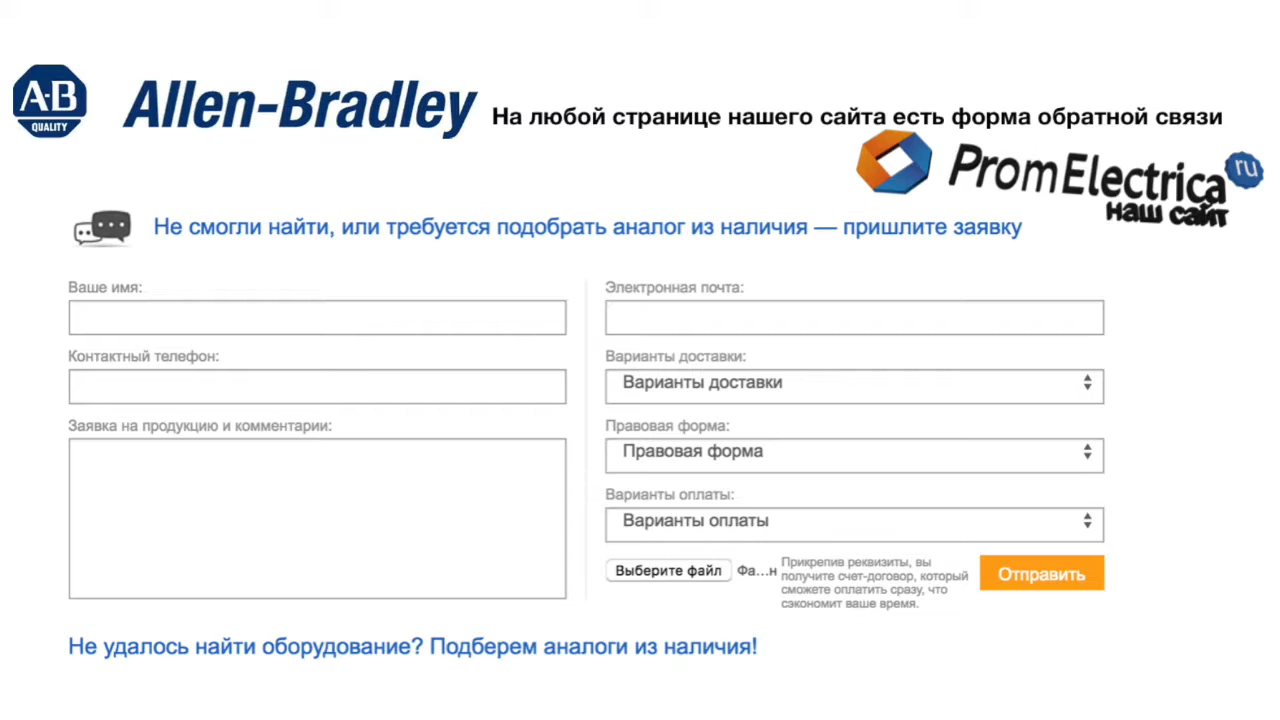 A-B
QUALITY
Allen-Bradley
На любой странице нашего сайта есть форма обратной связи
PromElectrica ru
наш сайт
Не смогли найти, или требуется подобрать аналог из наличия — пришлите заявку
Ваше имя:
Электронная почта:
Контактный телефон:
Варианты доставки:
Варианты доставки
Заявка на продукцию и комментарии:
Правовая форма:
Правовая форма
Варианты оплаты:
Варианты оплаты
Выберите файл Фа...н
Прикрепив реквизиты, вы
получите счет-договор, который
сможете оплатить сразу, что
сэкономит ваше время.
Отправить
Не удалось найти оборудование? Подберем аналоги из наличия!